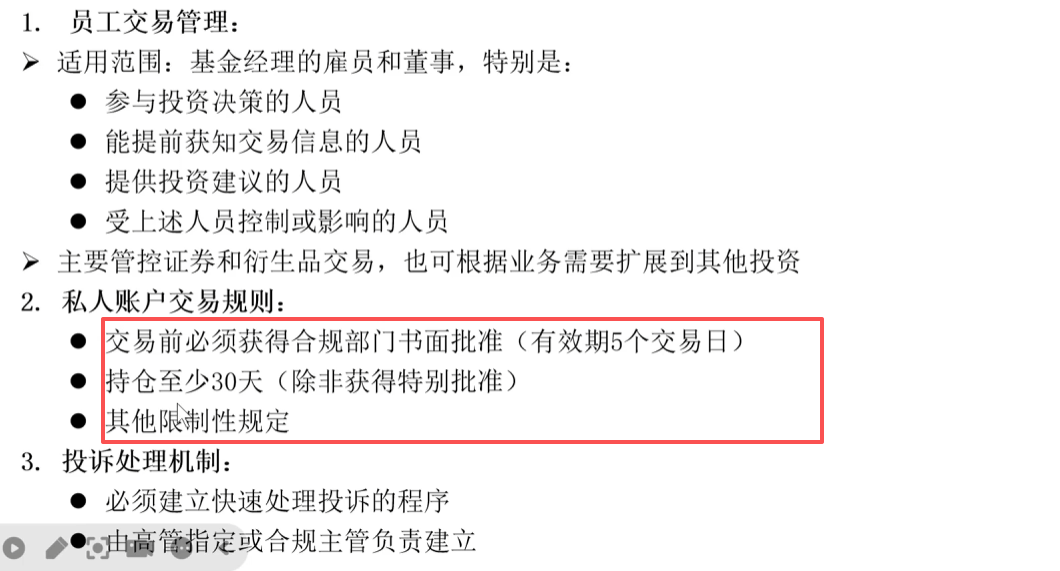 1. 员工交易管理：
➢ 适用范围：基金经理的雇员和董事，特别是：
● 参与投资决策的人员
● 能提前获知交易信息的人员
● 提供投资建议的人员
● 受上述人员控制或影响的人员
➢ 主要管控证券和衍生品交易，也可根据业务需要扩展到其他投资
2. 私人账户交易规则：
● 交易前必须获得合规部门书面批准（有效期5个交易日）
● 持仓至少30天（除非获得特别批准）
● 其他限制性规定
3. 投诉处理机制：
● 必须建立快速处理投诉的程序
● 由高管指定或合规主管负责建立